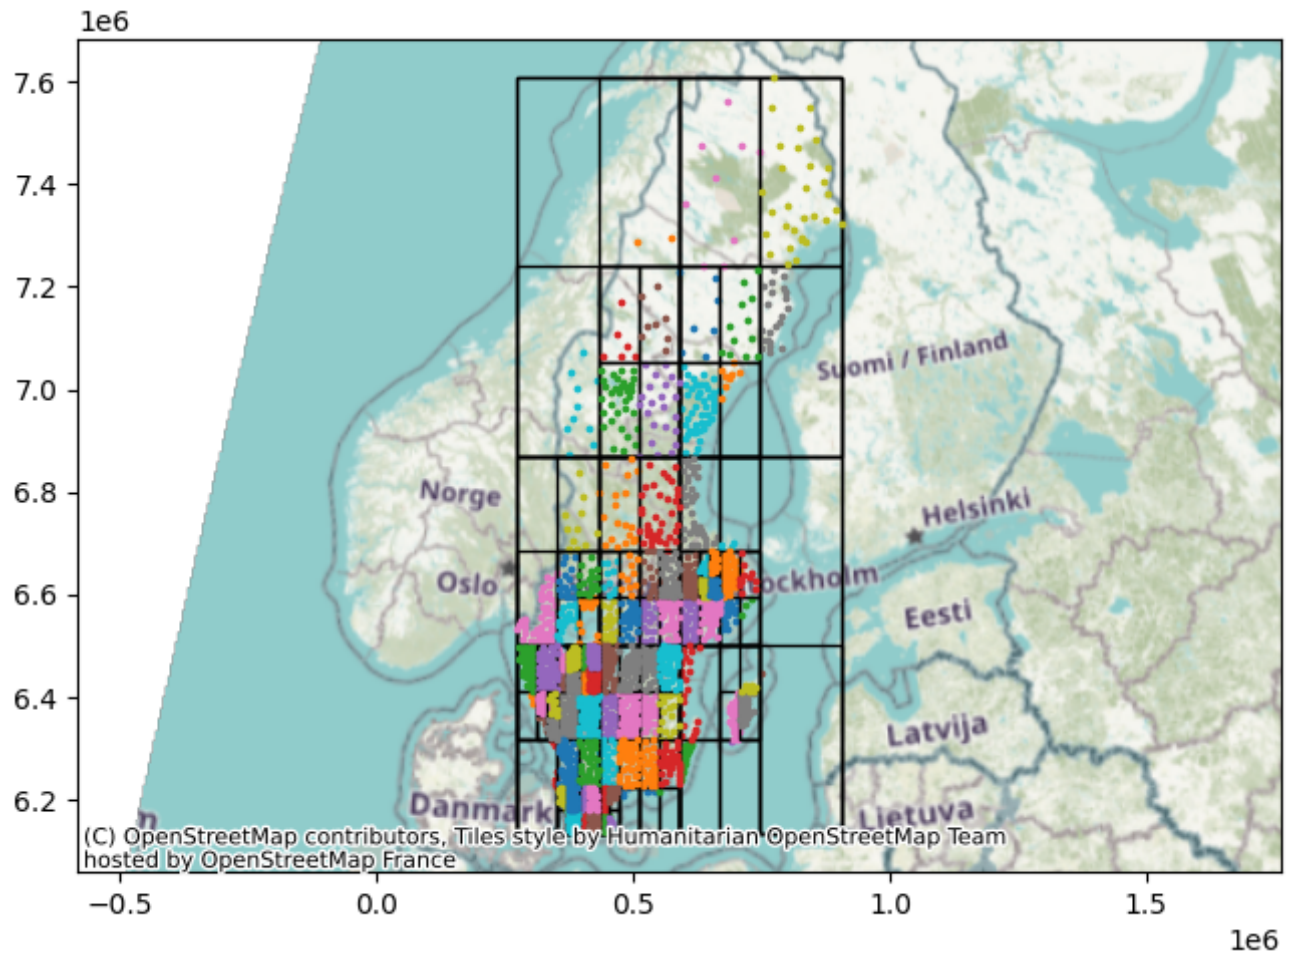 1e6
7.6
7.4
7.2
7.0
6.8
6.6
6.4
6.2
Suomi / Finland
Norge
Helsinki
Oslo
ockholm
Eesti
Latvija
Danmark
Lietuva
(C) OpenStreetMap contributors, Tiles style by Humanitarian OpenStreetMap Team
hosted by OpenStreetMap France
−0.5 0.0 0.5 1.0 1.5
1e6